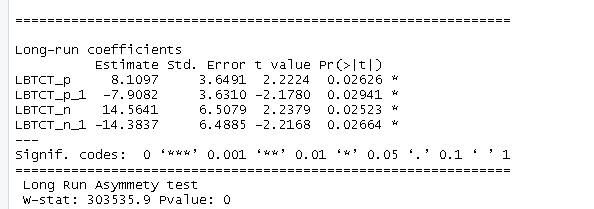 ==============================================================
Long-run coefficients
Estimate Std. Error t value Pr(>|t|)
LBTCT_p 8.1097 3.6491 2.2224 0.02626 *
LBTCT_p_1 -7.9082 3.6310 -2.1780 0.02941 *
LBTCT_n 14.5641 6.5079 2.2379 0.02523 *
LBTCT_n_1 -14.3837 6.4885 -2.2168 0.02664 *
---
Signif. codes: 0 ‘***’ 0.001 ‘**’ 0.01 ‘*’ 0.05 ‘.’ 0.1 ‘ ’ 1
==============================================================
Long Run Asymmety test
W-stat: 303535.9 Pvalue: 0